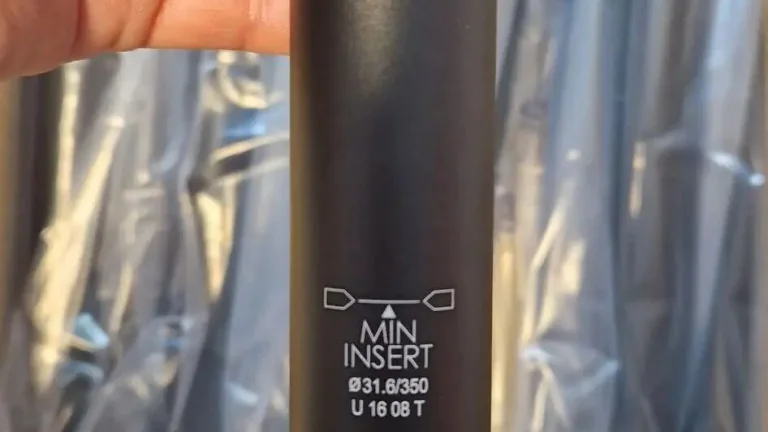 MIN
INSERT
Ø31.6/350
U 16 08 T